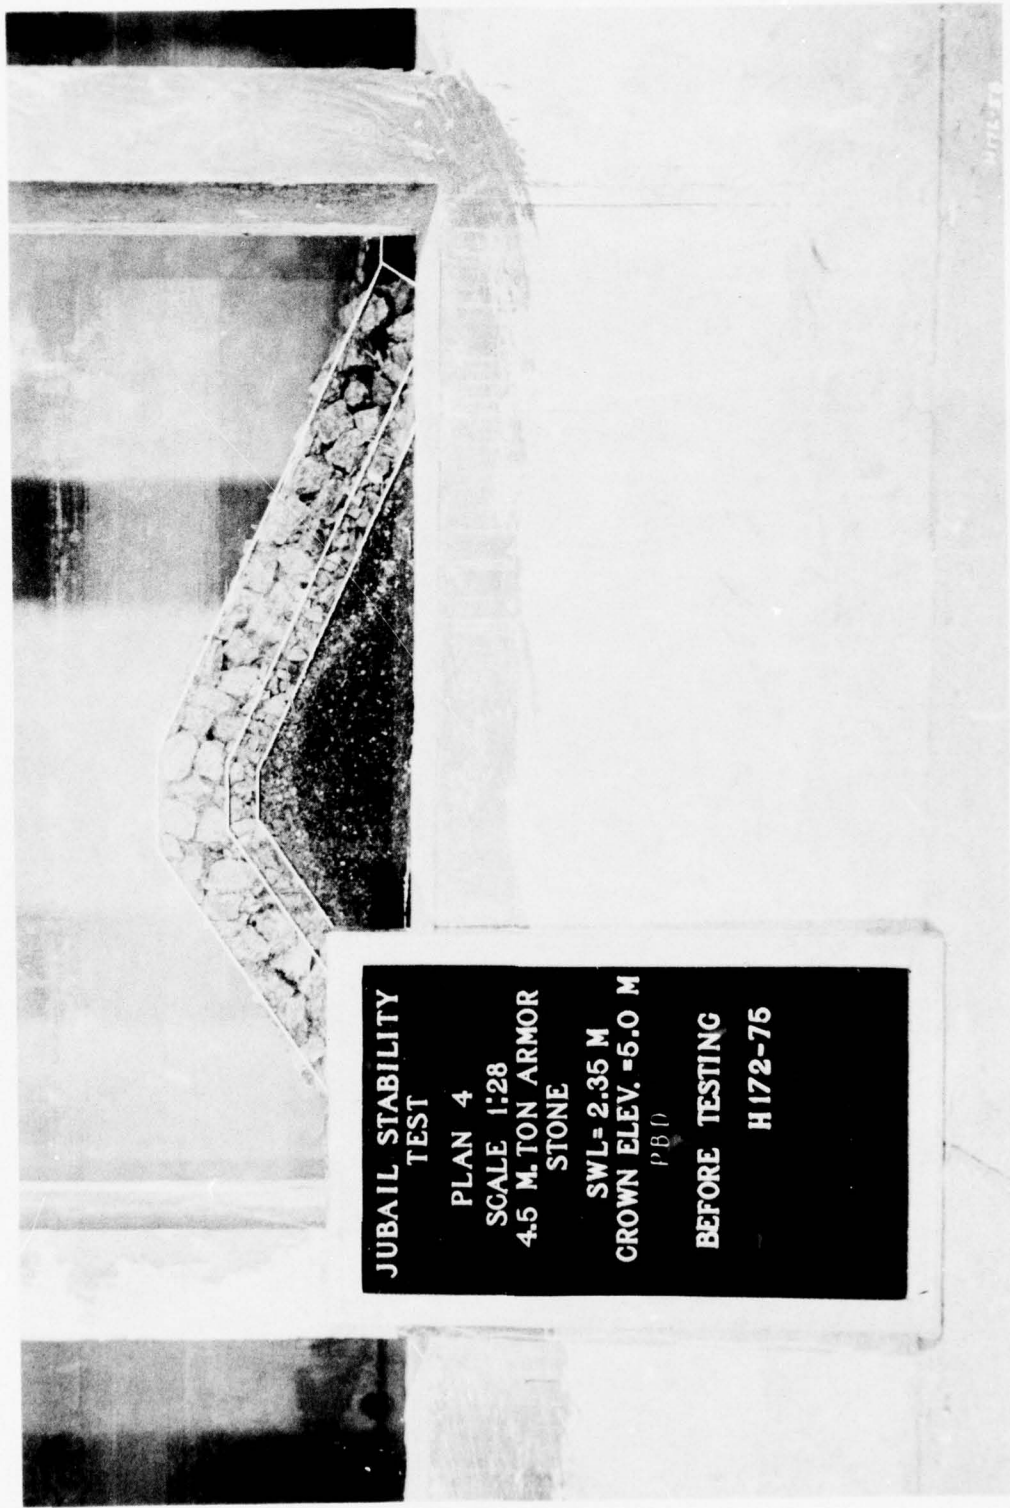 JUBAIL STABILITY
TEST
PLAN 4
SCALE 1:28
4.5 M. TON ARMOR
STONE
SWL= 2.35 M
CROWN ELEV. =5.0 M
PBD
BEFORE TESTING
H172-75